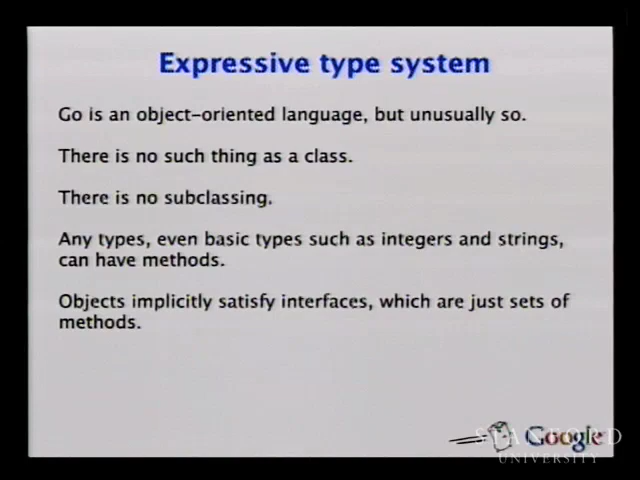 Expressive type system
Go is an object-oriented language, but unusually so.
There is no such thing as a class.
There is no subclassing.
Any types, even basic types such as integers and strings,
can have methods.
Objects implicitly satisfy interfaces, which are just sets of
methods.
Google
STANFORD
UNIVERSITY